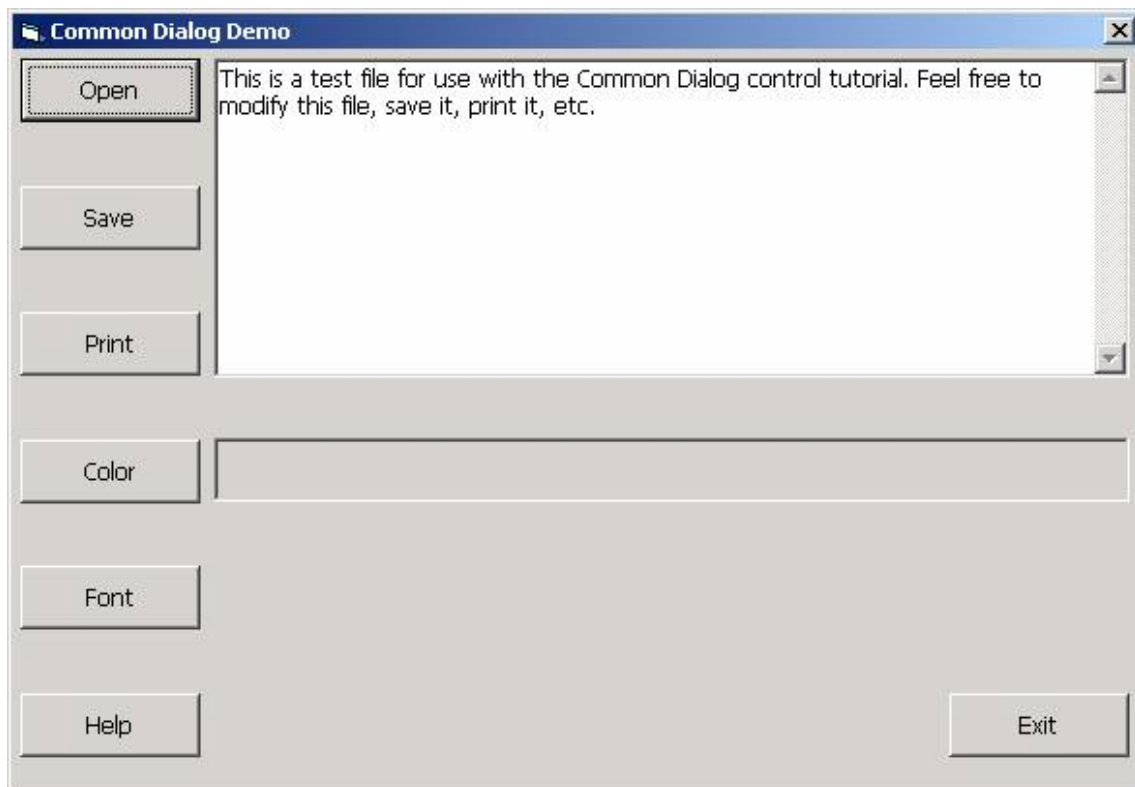 Common Dialog Demo
Open
This is a test file for use with the Common Dialog control tutorial. Feel free to
modify this file, save it, print it, etc.
Save
Print
Color
Font
Help
Exit